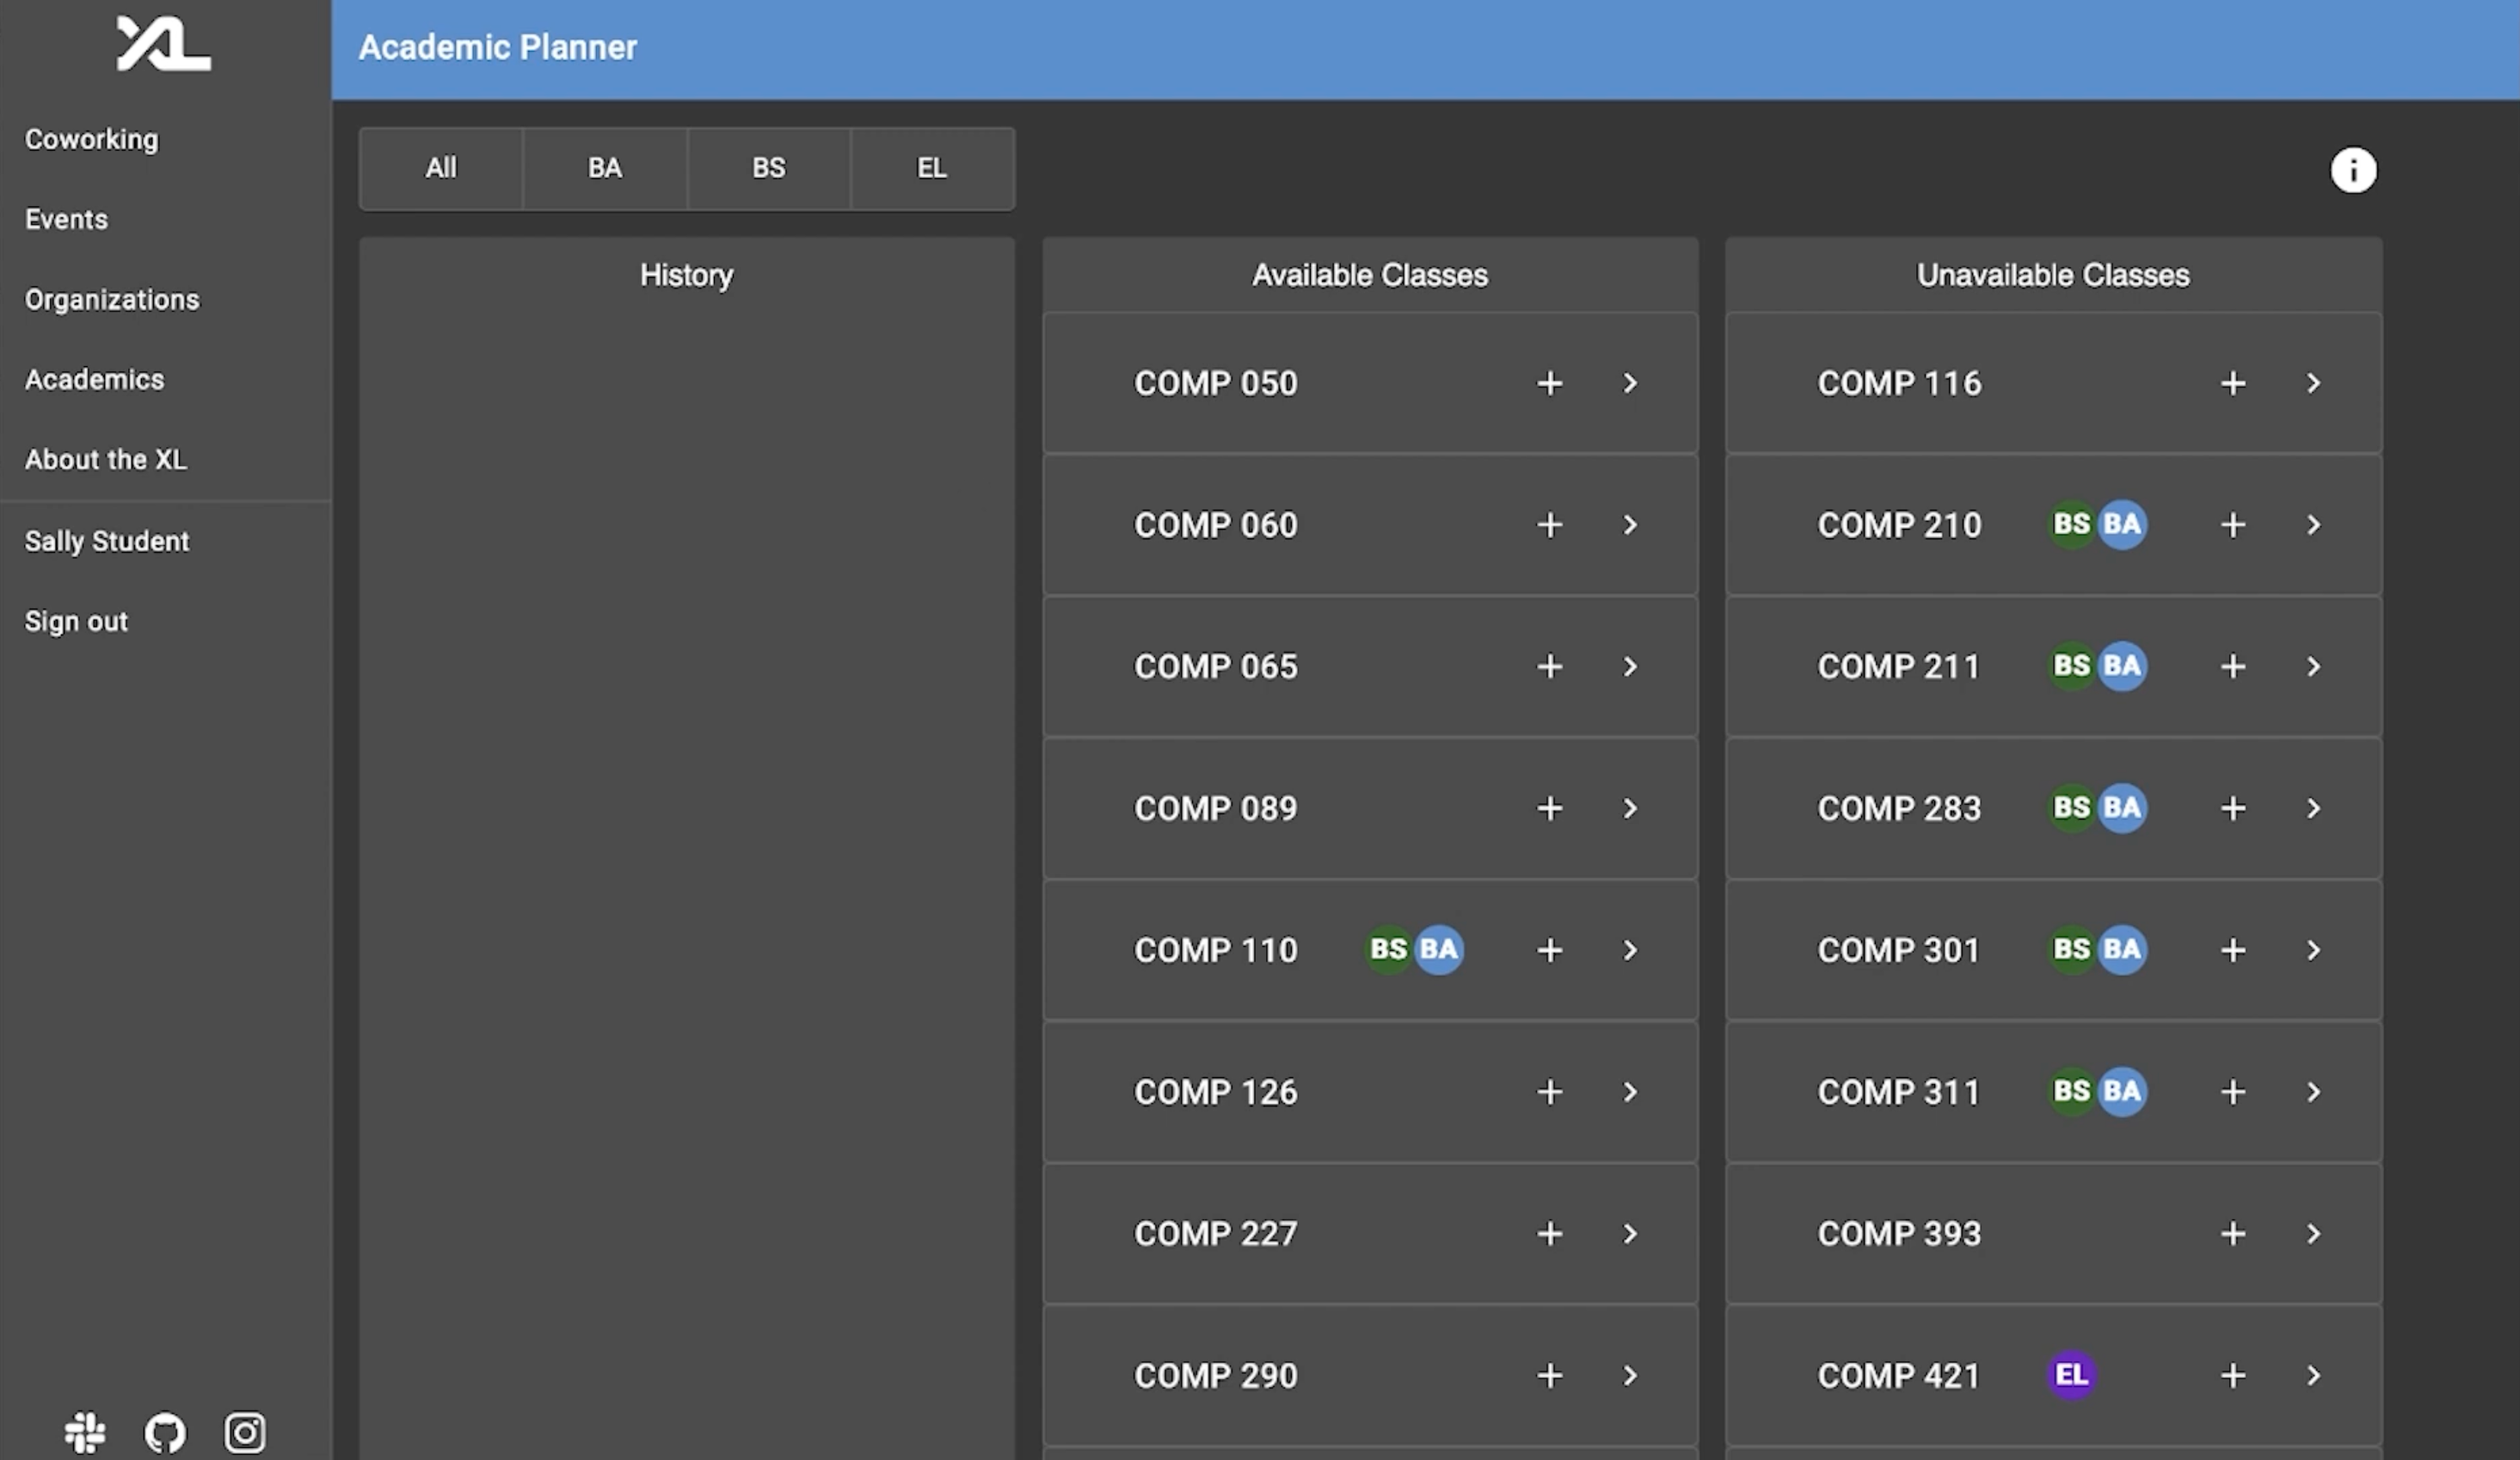 XL
Academic Planner
Coworking
Events
Organizations
Academics
About the XL
Sally Student
Sign out
All BA BS EL
History
Available Classes
COMP 050
COMP 060
COMP 065
COMP 089
COMP 110 BS BA
COMP 126
COMP 227
COMP 290
Unavailable Classes
COMP 116
COMP 210 BS BA
COMP 211 BS BA
COMP 283 BS BA
COMP 301 BS BA
COMP 311 BS BA
COMP 393
COMP 421 EL